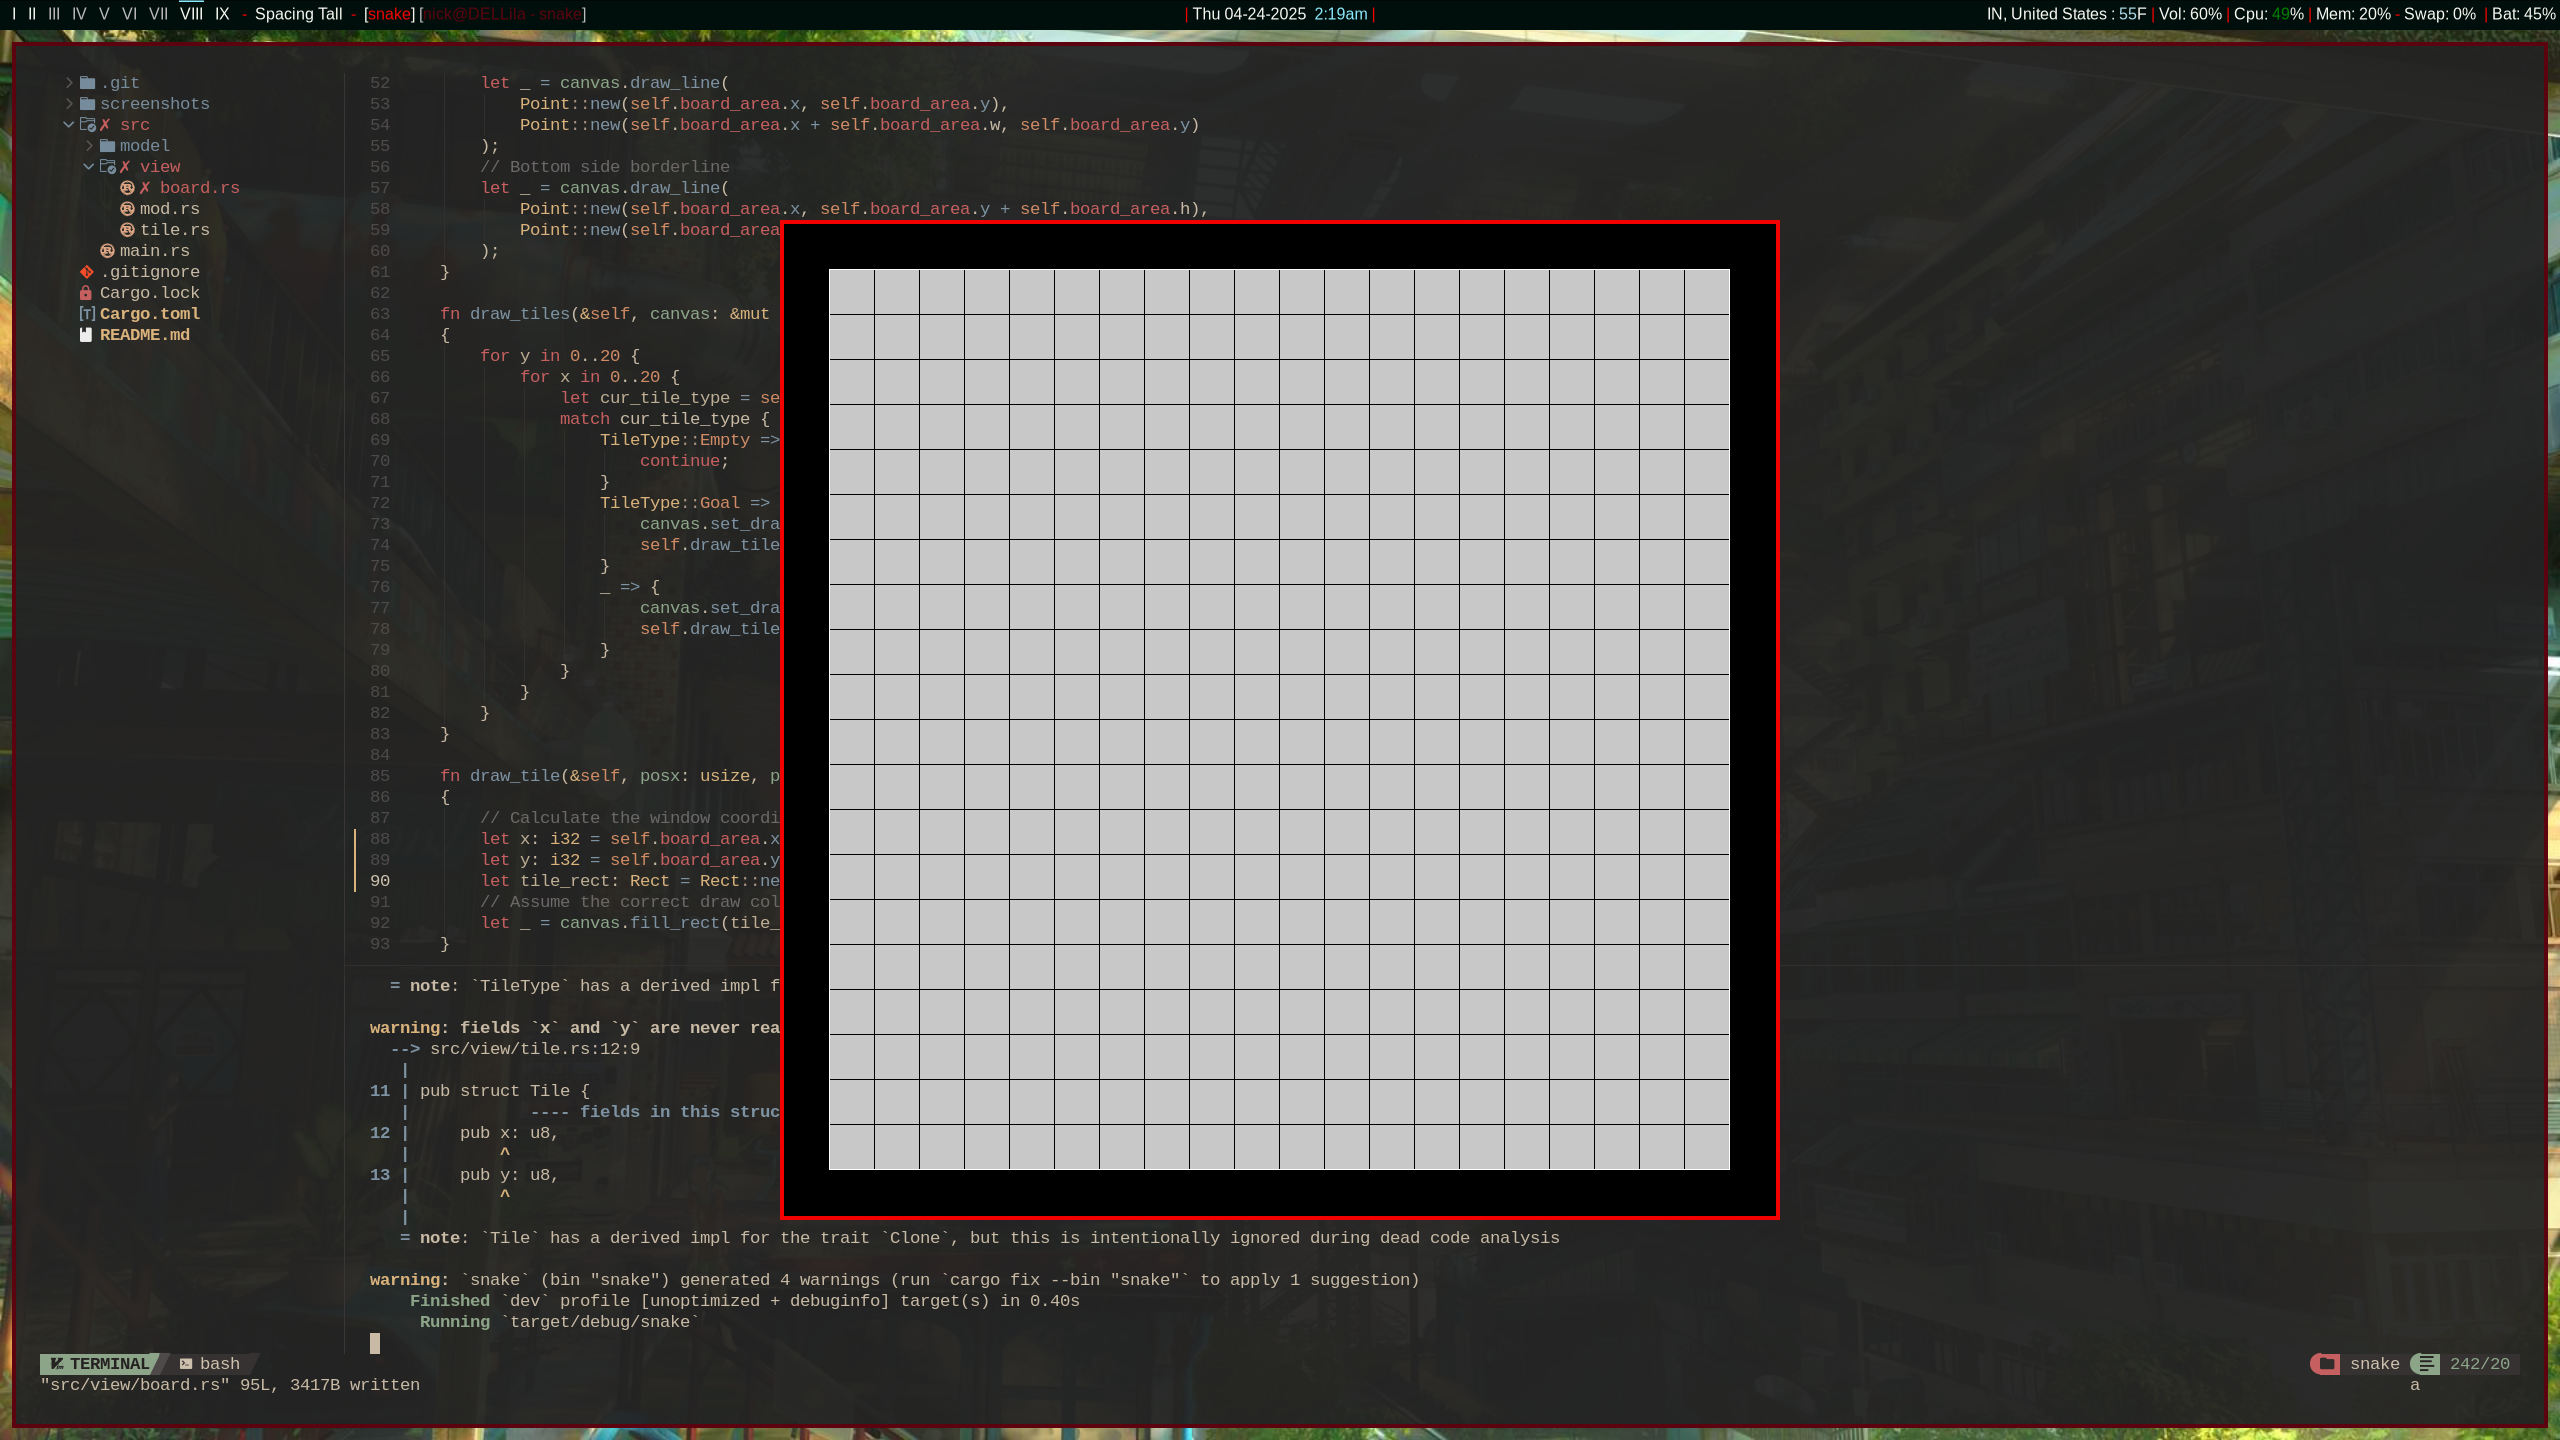 I II III IV V VI VII VIII IX - Spacing Tall - [snake] [nick@DELLila - snake]
| Thu 04-24-2025 2:19am |
IN, United States : 55F | Vol: 60% | Cpu: 49% | Mem: 20% - Swap: 0% | Bat: 45%
.git
screenshots
✗ src
model
✗ view
✗ board.rs
mod.rs
tile.rs
main.rs
.gitignore
Cargo.lock
[T] Cargo.toml
README.md
52 let _ = canvas.draw_line(
53 Point::new(self.board_area.x, self.board_area.y),
54 Point::new(self.board_area.x + self.board_area.w, self.board_area.y)
55 );
56 // Bottom side borderline
57 let _ = canvas.draw_line(
58 Point::new(self.board_area.x, self.board_area.y + self.board_area.h),
59 Point::new(self.board_area
60 );
61 }
62
63 fn draw_tiles(&self, canvas: &mut
64 {
65 for y in 0..20 {
66 for x in 0..20 {
67 let cur_tile_type = se
68 match cur_tile_type {
69 TileType::Empty =>
70 continue;
71 }
72 TileType::Goal =>
73 canvas.set_dra
74 self.draw_tile
75 }
76 _ => {
77 canvas.set_dra
78 self.draw_tile
79 }
80 }
81 }
82 }
83 }
84
85 fn draw_tile(&self, posx: usize, p
86 {
87 // Calculate the window coordi
88 let x: i32 = self.board_area.x
89 let y: i32 = self.board_area.y
90 let tile_rect: Rect = Rect::ne
91 // Assume the correct draw col
92 let _ = canvas.fill_rect(tile_
93 }
= note: `TileType` has a derived impl f
warning: fields `x` and `y` are never rea
--> src/view/tile.rs:12:9
|
11 | pub struct Tile {
| ---- fields in this struc
12 | pub x: u8,
| ^
13 | pub y: u8,
| ^
|
= note: `Tile` has a derived impl for the trait `Clone`, but this is intentionally ignored during dead code analysis
warning: `snake` (bin "snake") generated 4 warnings (run `cargo fix --bin "snake"` to apply 1 suggestion)
Finished `dev` profile [unoptimized + debuginfo] target(s) in 0.40s
Running `target/debug/snake`
TERMINAL bash snake 242/20
"src/view/board.rs" 95L, 3417B written a